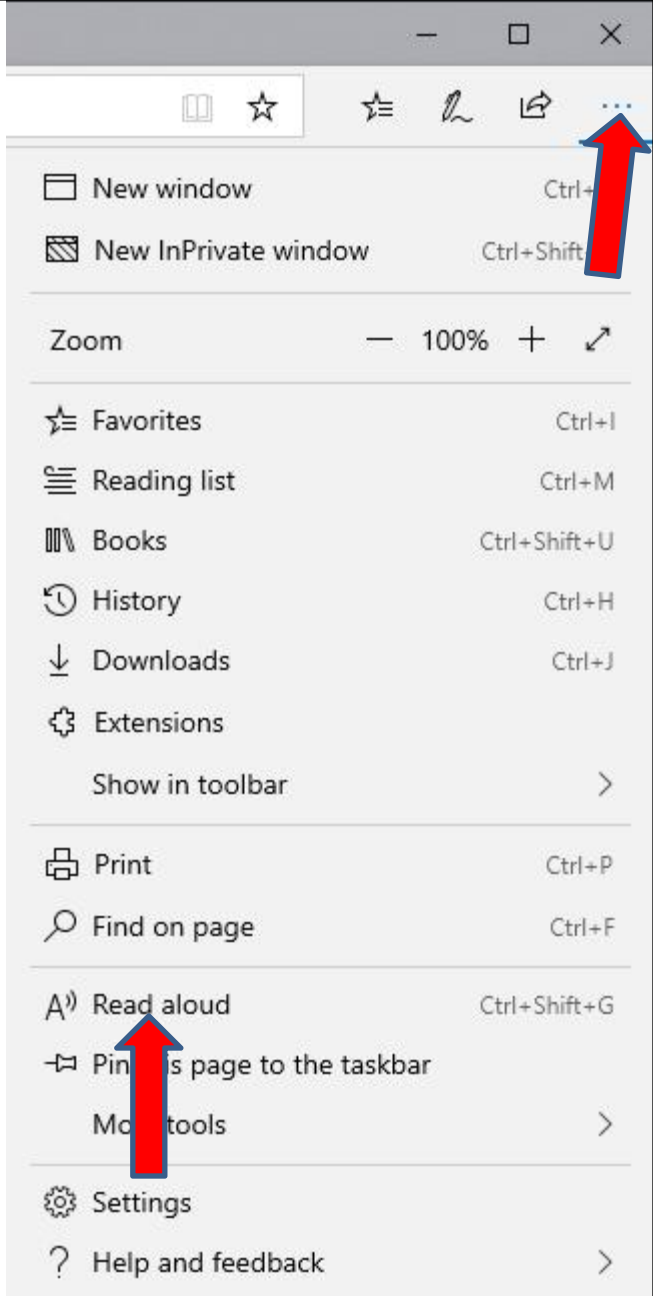 New window Ctrl+
New InPrivate window Ctrl+Shift
Zoom — 100% +
Favorites Ctrl+I
Reading list Ctrl+M
Books Ctrl+Shift+U
History Ctrl+H
Downloads Ctrl+J
Extensions
Show in toolbar
Print Ctrl+P
Find on page Ctrl+F
Read aloud Ctrl+Shift+G
page to the taskbar
tools
Settings
Help and feedback